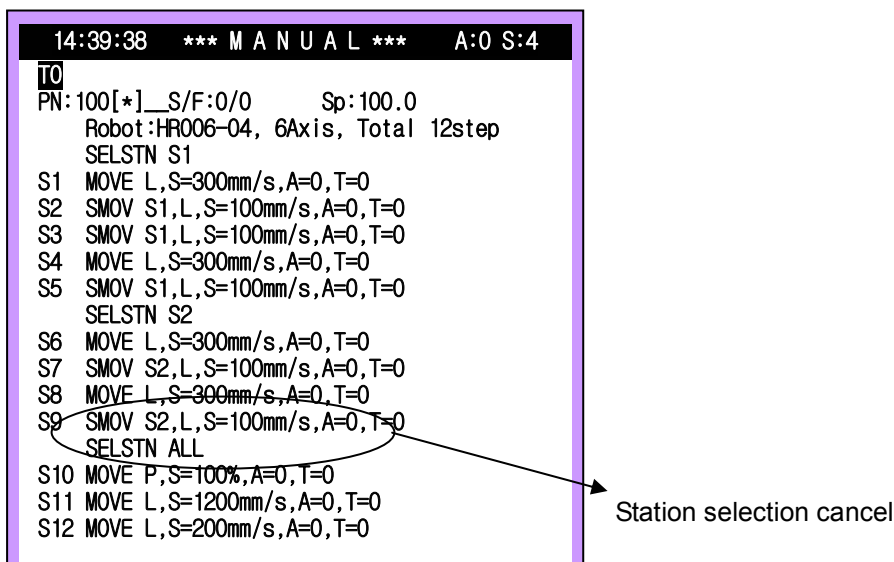 14:39:38 *** M A N U A L *** A:0 S:4
T0
PN:100[*]__S/F:0/0 Sp:100.0
Robot:HR006-04, 6Axis, Total 12step
SELSTN S1
S1 MOVE L,S=300mm/s,A=0,T=0
S2 SMOV S1,L,S=100mm/s,A=0,T=0
S3 SMOV S1,L,S=100mm/s,A=0,T=0
S4 MOVE L,S=300mm/s,A=0,T=0
S5 SMOV S1,L,S=100mm/s,A=0,T=0
SELSTN S2
S6 MOVE L,S=300mm/s,A=0,T=0
S7 SMOV S2,L,S=100mm/s,A=0,T=0
S8 MOVE L,S=300mm/s,A=0,T=0
S9 SMOV S2,L,S=100mm/s,A=0,T=0
SELSTN ALL
S10 MOVE P,S=100%,A=0,T=0
S11 MOVE L,S=1200mm/s,A=0,T=0
S12 MOVE L,S=200mm/s,A=0,T=0
Station selection cancel